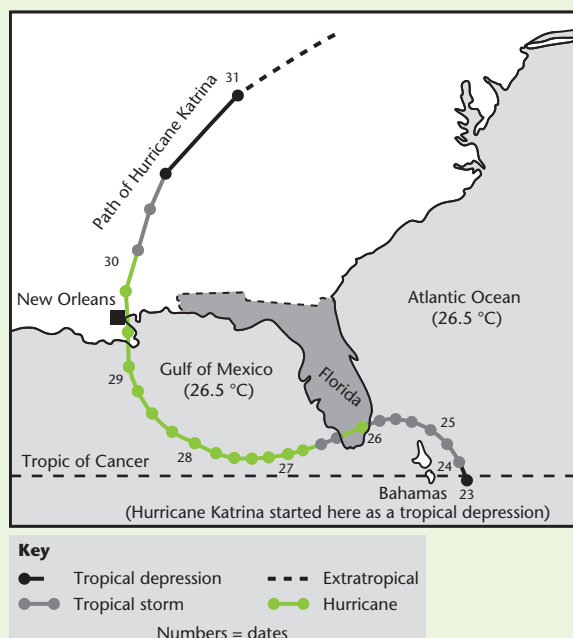 31
Path of Hurricane Katrina
30
New Orleans
Atlantic Ocean
(26.5 °C)
Gulf of Mexico
(26.5 °C)
Florida
29
28
27
26
25
24
23
Tropic of Cancer
Bahamas
(Hurricane Katrina started here as a tropical depression)
Key
Tropical depression
Extratropical
Tropical storm
Hurricane
Numbers = dates